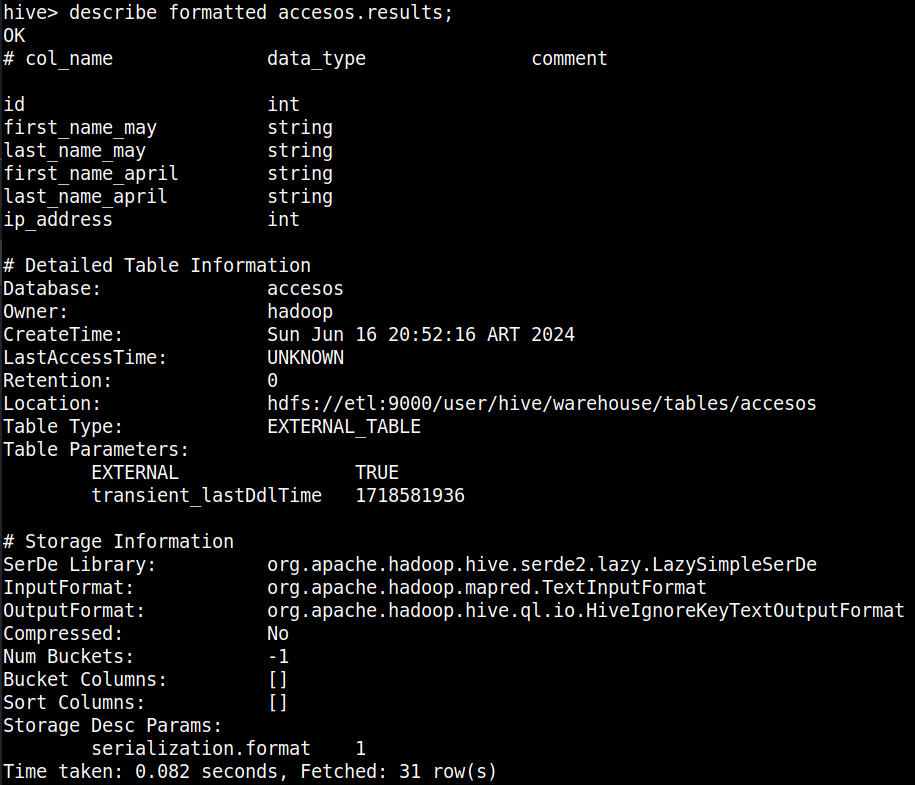 hive> describe formatted accesos.results;
OK
# col_name data_type comment
id int
first_name_may string
last_name_may string
first_name_april string
last_name_april string
ip_address int
# Detailed Table Information
Database: accesos
Owner: hadoop
CreateTime: Sun Jun 16 20:52:16 ART 2024
LastAccessTime: UNKNOWN
Retention: 0
Location: hdfs://etl:9000/user/hive/warehouse/tables/accesos
Table Type: EXTERNAL_TABLE
Table Parameters:
EXTERNAL TRUE
transient_lastDdlTime 1718581936
# Storage Information
SerDe Library: org.apache.hadoop.hive.serde2.lazy.LazySimpleSerDe
InputFormat: org.apache.hadoop.mapred.TextInputFormat
OutputFormat: org.apache.hadoop.hive.ql.io.HiveIgnoreKeyTextOutputFormat
Compressed: No
Num Buckets: -1
Bucket Columns: []
Sort Columns: []
Storage Desc Params:
serialization.format 1
Time taken: 0.082 seconds, Fetched: 31 row(s)